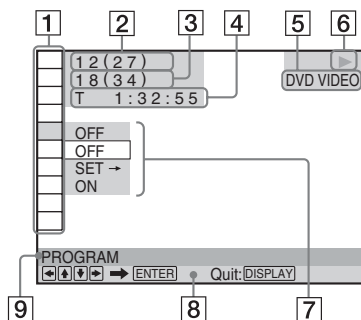 1 2 3 4 5 6
12(27)
18(34)
T 1:32:55
DVD VIDEO
OFF
OFF
SET →
ON
PROGRAM
← ↑ ↓ → ➡ ENTER Quit: DISPLAY
9 8 7